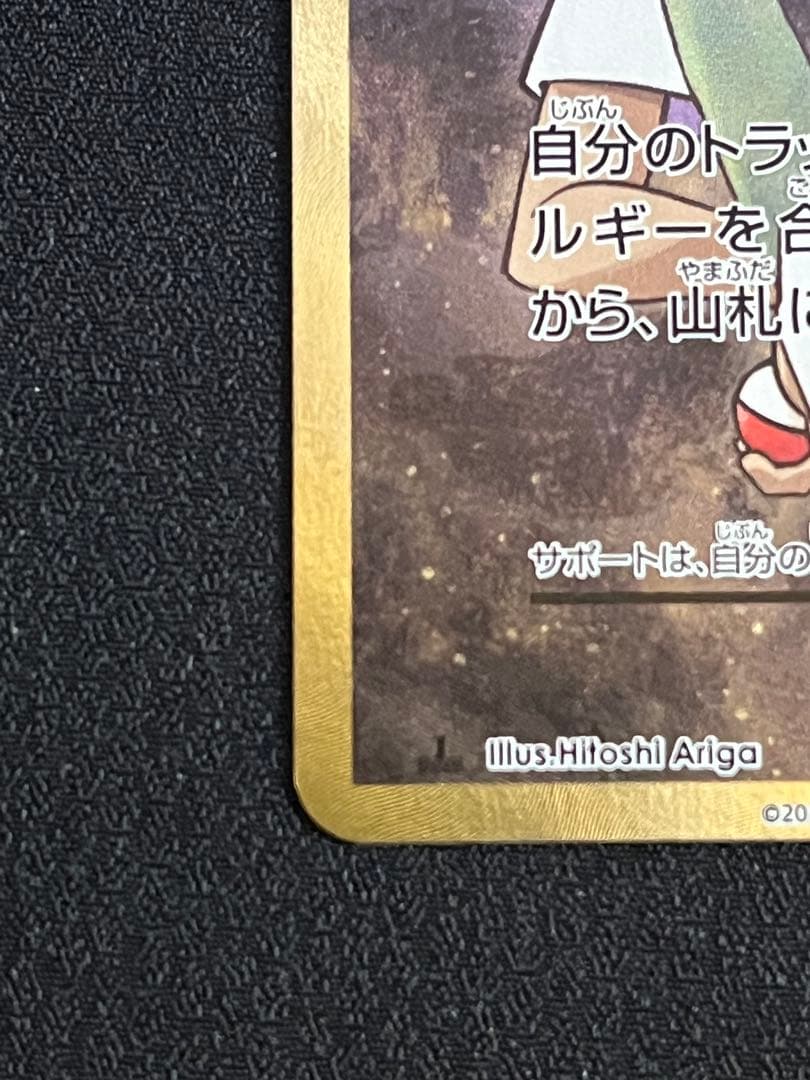 じぶん
自分のトラッ
ルギーを合
やまふだ
から、山札に
じぶん
サポートは、自分の
Illus.Hitoshi Ariga
©20